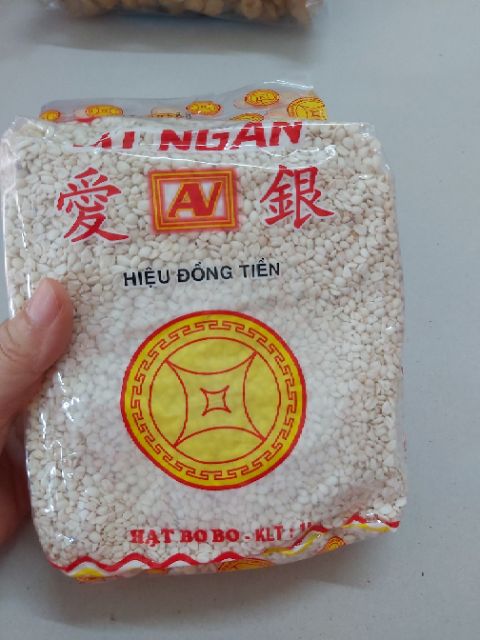 NGÂN
愛 AV 銀
HIỆU ĐỒNG TIỀN
HẠT BO BO - KLT :